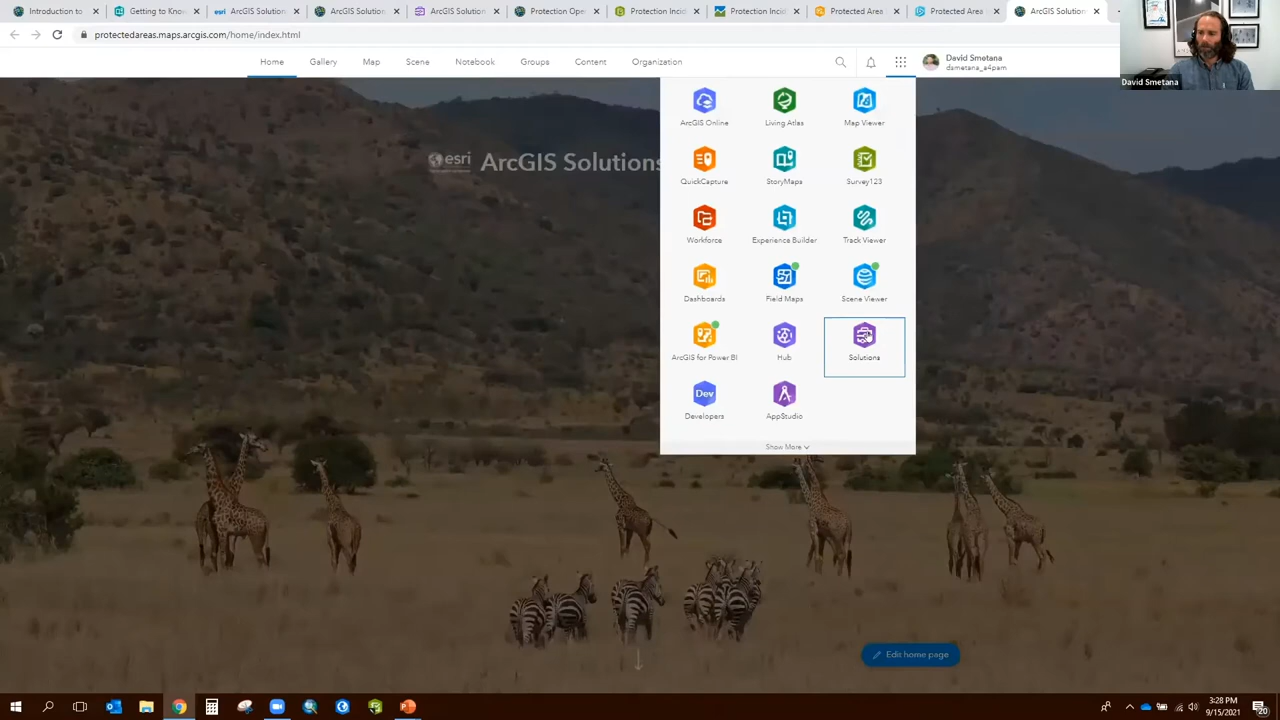 Introduction to
Getting to Know
ArcGIS Solution
ArcGIS Solution
ArcGIS Solution
Protection Ope
Protection Incid
Protection Incid
Protected Area
Protected Area
ArcGIS Solution
protectedareas.maps.arcgis.com/home/index.html
Home
Gallery
Map
Scene
Notebook
Groups
Content
Organization
David Smetana
dsmetana_a4pam
David Smetana
esri
ArcGIS Solutions
ArcGIS Online
Living Atlas
Map Viewer
QuickCapture
StoryMaps
Survey123
Workforce
Experience Builder
Track Viewer
Dashboards
Field Maps
Scene Viewer
ArcGIS for Power BI
Hub
Solutions
Dev
Developers
AppStudio
Show More
Edit home page
3:28 PM
9/15/2021
20